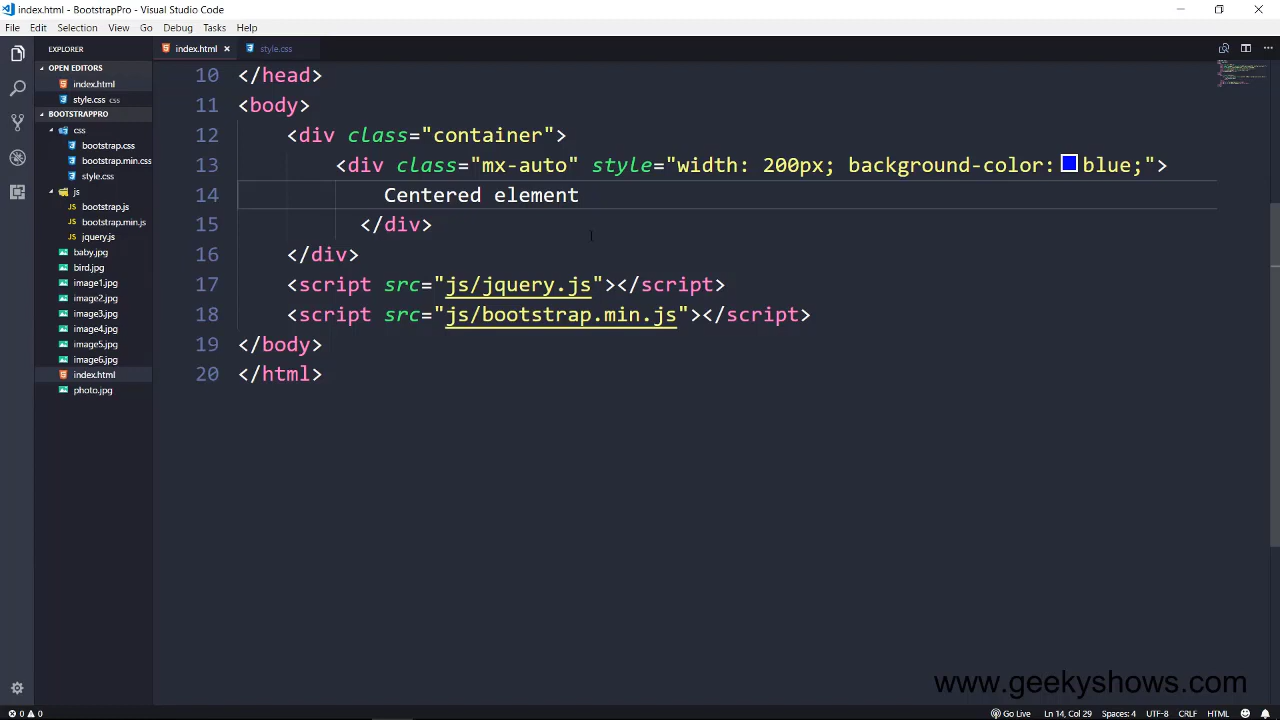 index.html - BootstrapPro - Visual Studio Code
File Edit Selection View Go Debug Tasks Help
EXPLORER
OPEN EDITORS
index.html
style.css css
BOOTSTRAPPRO
css
bootstrap.css
bootstrap.min.css
style.css
js
bootstrap.js
bootstrap.min.js
jquery.js
baby.jpg
bird.jpg
image1.jpg
image2.jpg
image3.jpg
image4.jpg
image5.jpg
image6.jpg
index.html
photo.jpg
index.html style.css
10 </head>
11 <body>
12 <div class="container">
13 <div class="mx-auto" style="width: 200px; background-color: blue;">
14 Centered element
15 </div>
16 </div>
17 <script src="js/jquery.js"></script>
18 <script src="js/bootstrap.min.js"></script>
19 </body>
20 </html>
www.geekyshows.com
0 0 Go Live Ln 14, Col 29 Spaces: 4 UTF-8 CRLF HTML